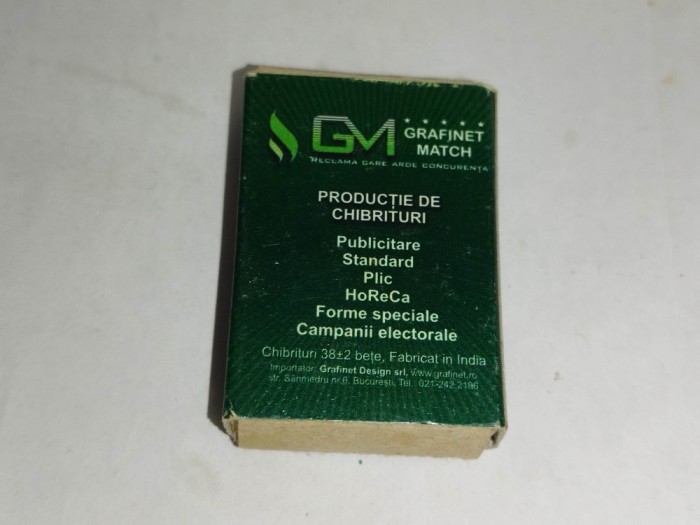 GM
GRAFINET
MATCH
RECLAMA CARE ARDE CONCURENȚA
PRODUCȚIE DE
CHIBRITURI
Publicitare
Standard
Plic
HoReCa
Forme speciale
Campanii electorale
Chibrituri 38±2 bețe, Fabricat in India
Importator: Grafinet Design srl, www.grafinet.ro
str. Sânmedru nr.6, București, Tel.: 021-242.2196